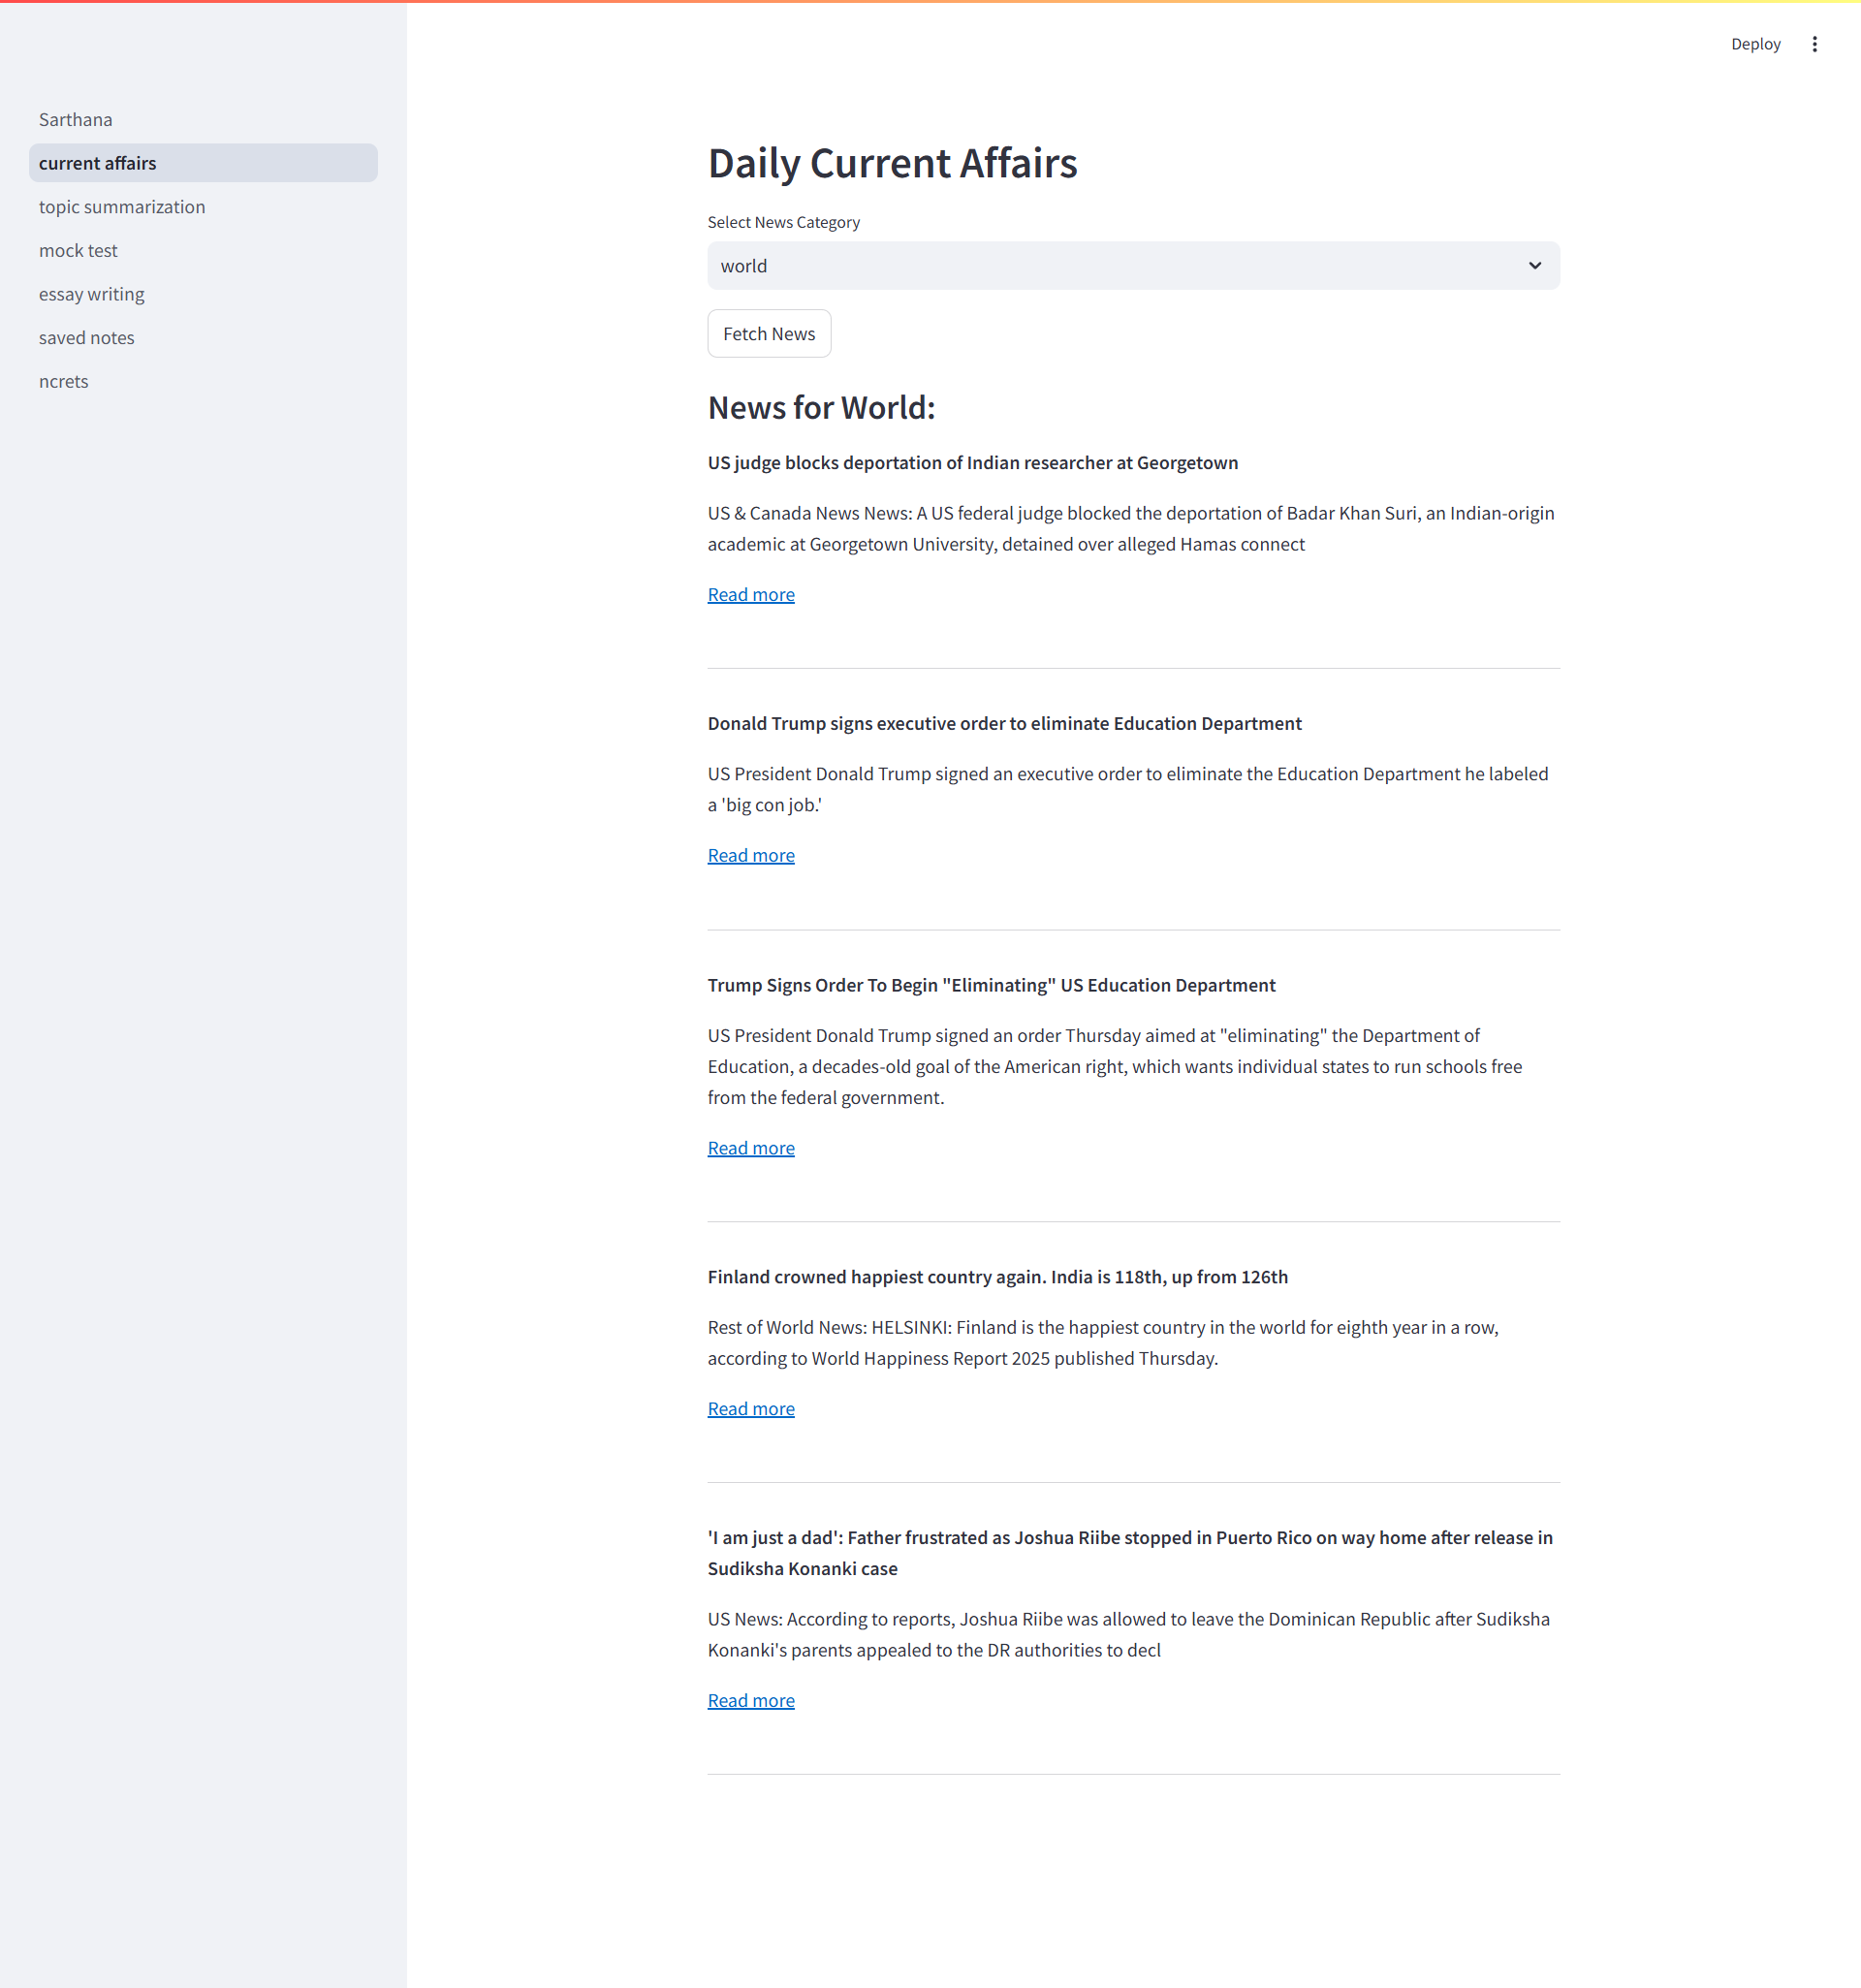 Deploy
Sarthana
current affairs
topic summarization
mock test
essay writing
saved notes
ncrets
Daily Current Affairs
Select News Category
world
Fetch News
News for World:
US judge blocks deportation of Indian researcher at Georgetown
US & Canada News News: A US federal judge blocked the deportation of Badar Khan Suri, an Indian-origin
academic at Georgetown University, detained over alleged Hamas connect
Read more
Donald Trump signs executive order to eliminate Education Department
US President Donald Trump signed an executive order to eliminate the Education Department he labeled
a 'big con job.'
Read more
Trump Signs Order To Begin "Eliminating" US Education Department
US President Donald Trump signed an order Thursday aimed at "eliminating" the Department of
Education, a decades-old goal of the American right, which wants individual states to run schools free
from the federal government.
Read more
Finland crowned happiest country again. India is 118th, up from 126th
Rest of World News: HELSINKI: Finland is the happiest country in the world for eighth year in a row,
according to World Happiness Report 2025 published Thursday.
Read more
'I am just a dad': Father frustrated as Joshua Riibe stopped in Puerto Rico on way home after release in
Sudiksha Konanki case
US News: According to reports, Joshua Riibe was allowed to leave the Dominican Republic after Sudiksha
Konanki's parents appealed to the DR authorities to decl
Read more